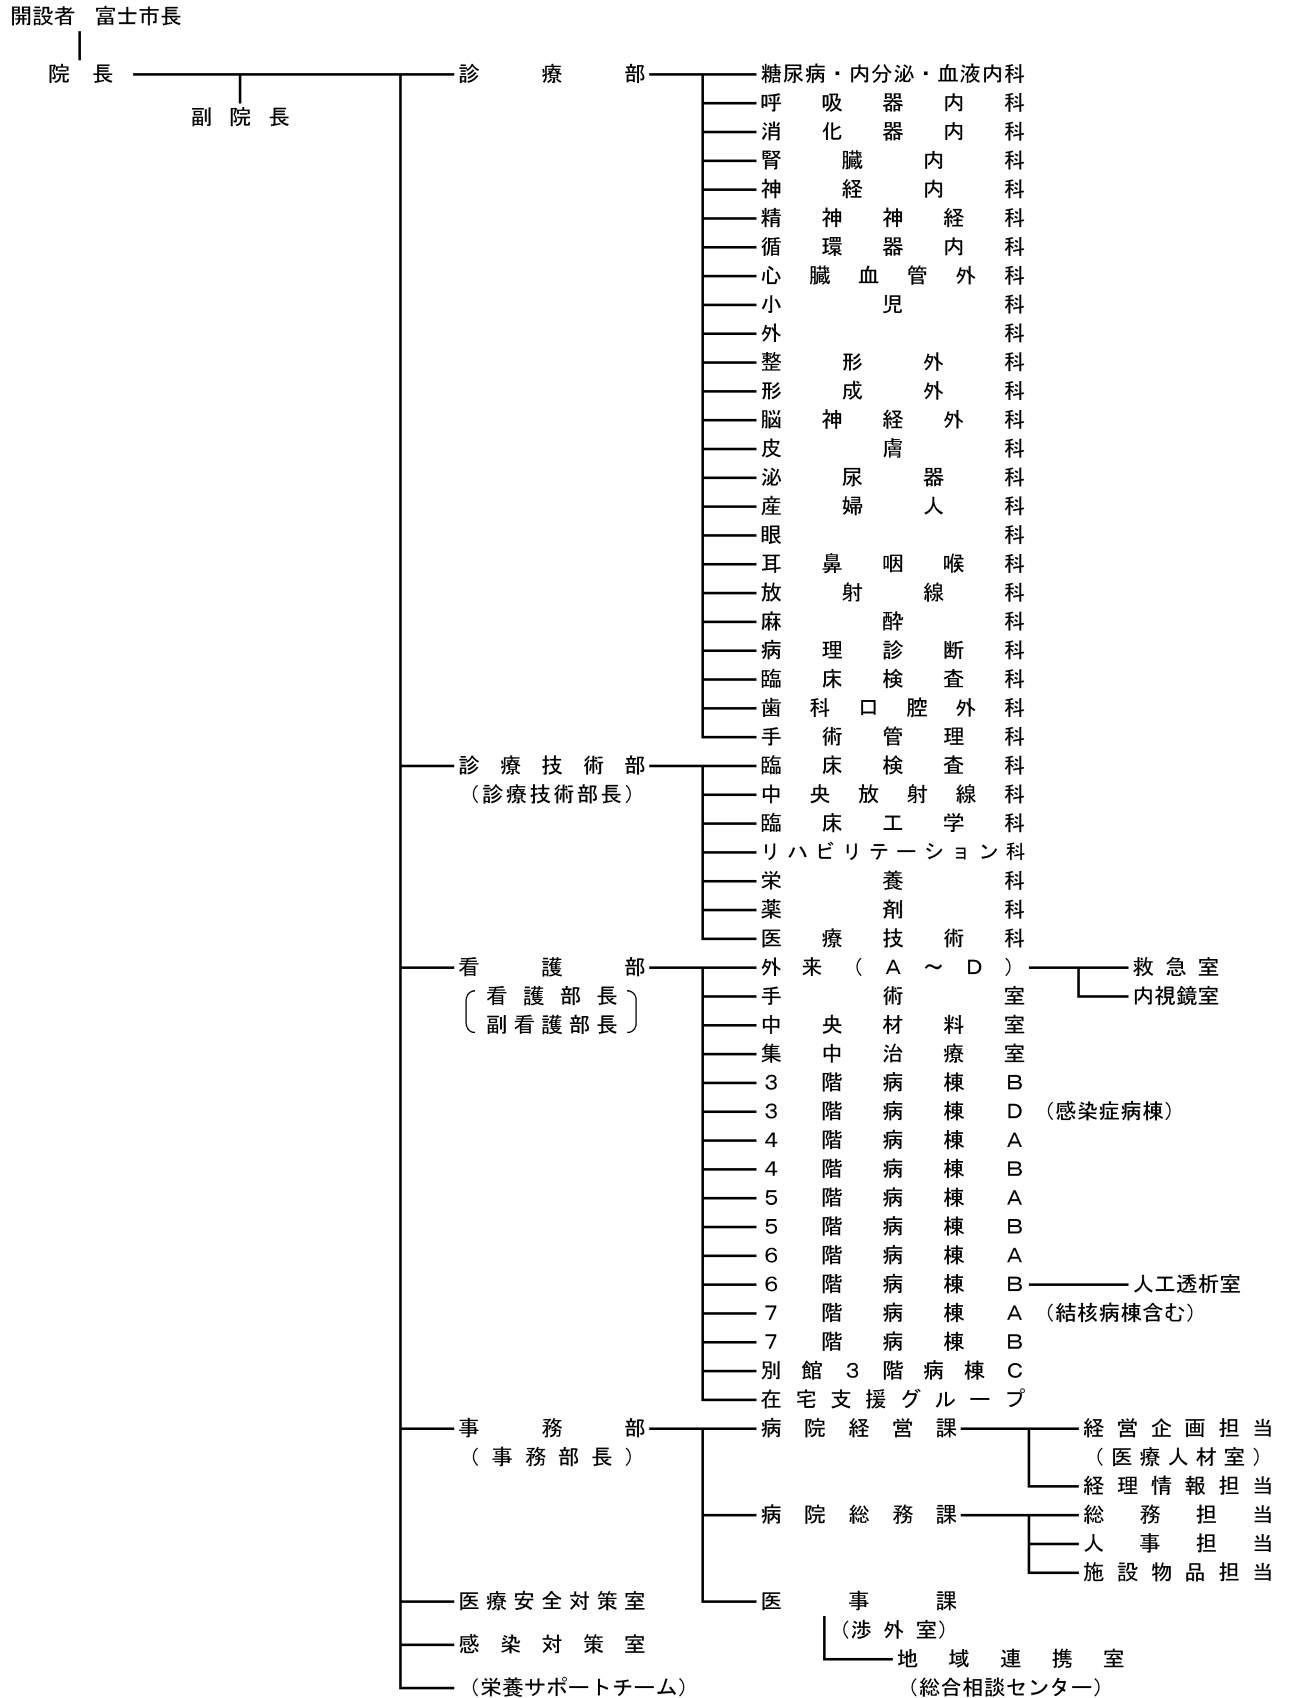 開設者　富士市長
院長　診療部　糖尿病・内分泌・血液内科
呼吸器内科
副院長
消化器内科
腎臓内科
神経内科
精神神経科
循環器内科
心臓血管外科
小児科
外科
整形外科
形成外科
脳神経外科
皮膚科
泌尿器科
産婦人科
眼科
耳鼻咽喉科
放射線科
麻酔科
病理診断科
臨床検査科
歯科口腔外科
手術管理科
診療技術部　臨床検査科
（診療技術部長）　中央放射線科
臨床工学科
リハビリテーション科
栄養科
薬剤科
医療技術科
看護部　外来（A～D）　救急室
看護部長　手術室　内視鏡室
副看護部長　中央材料室
集中治療室
3階病棟B
3階病棟D（感染症病棟）
4階病棟A
4階病棟B
5階病棟A
5階病棟B
6階病棟A
6階病棟B　人工透析室
7階病棟A（結核病棟含む）
7階病棟B
別館3階病棟C
在宅支援グループ
事務部　病院経営課　経営企画担当
（事務部長）　（医療人材室）
経理情報担当
病院総務課　総務担当
人事担当
施設物品担当
医療安全対策室　医事課
（渉外室）
感染対策室
地域連携室
（栄養サポートチーム）　（総合相談センター）